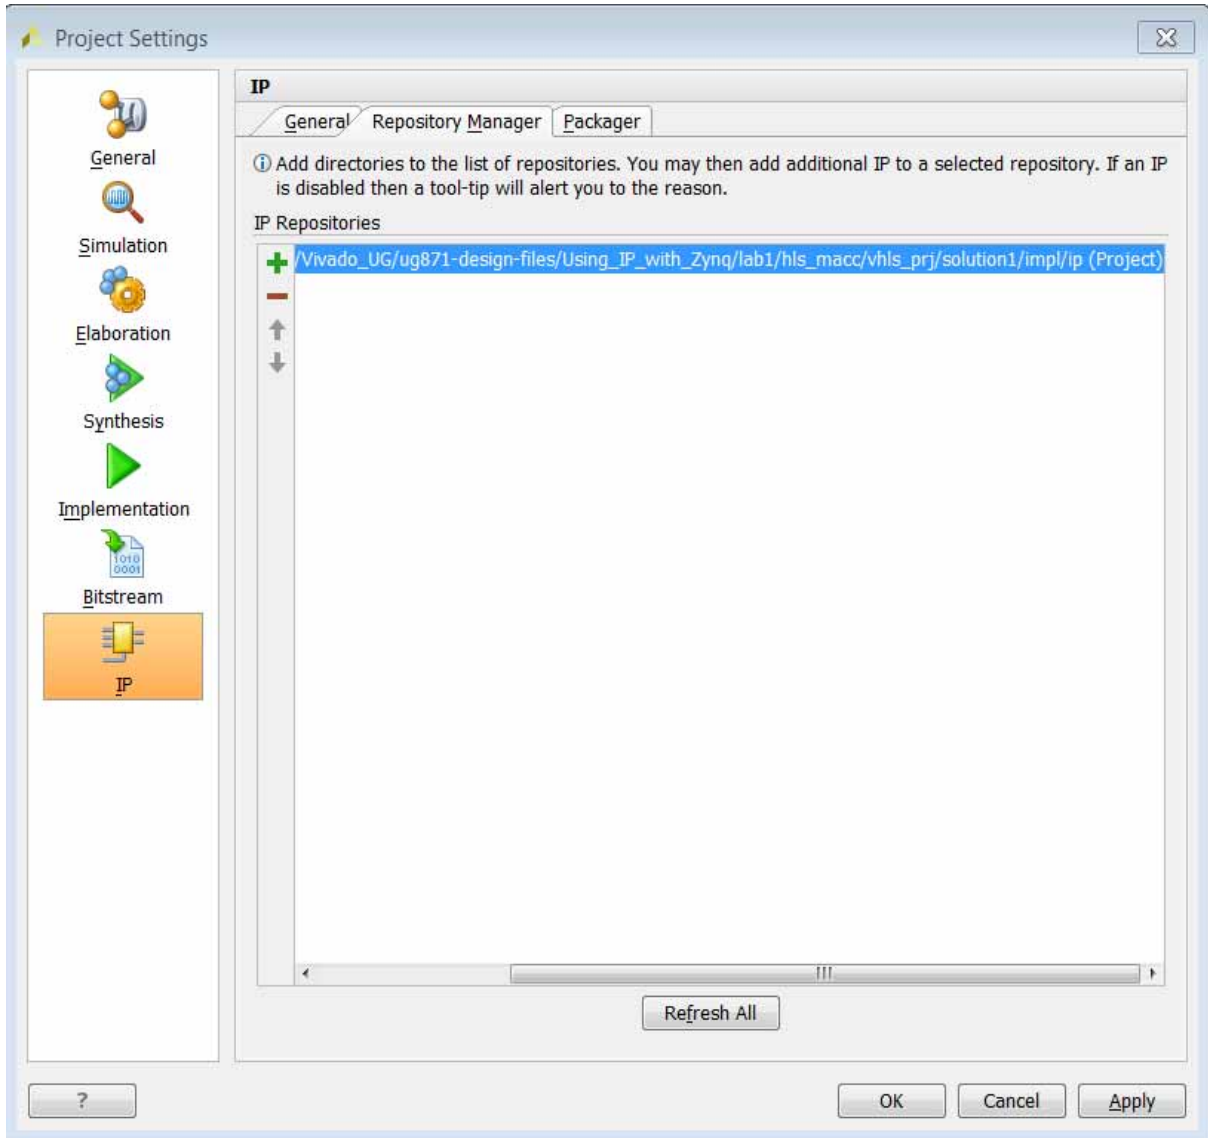 Project Settings
General
Simulation
Elaboration
Synthesis
Implementation
1010
0001
Bitstream
IP
IP
General Repository Manager Packager
Add directories to the list of repositories. You may then add additional IP to a selected repository. If an IP
is disabled then a tool-tip will alert you to the reason.
IP Repositories
/Vivado_UG/ug871-design-files/Using_IP_with_Zynq/lab1/hls_macc/vhls_prj/solution1/impl/ip (Project)
Refresh All
?
OK Cancel Apply